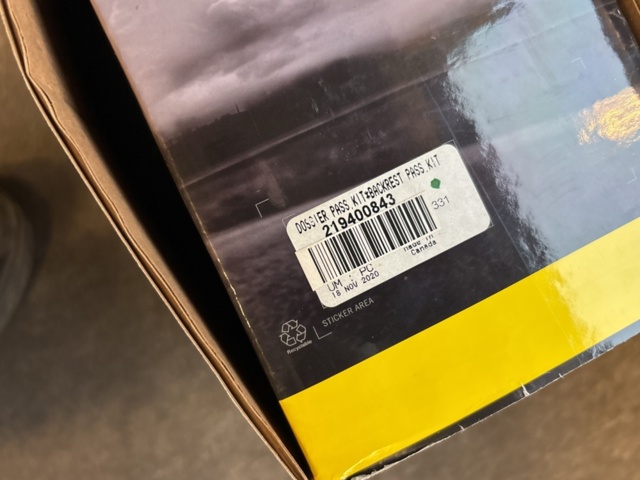 DOSSIER PASS.KIT*BACKREST PASS.KIT
219400843
331
UM : PC
18 NOV 2020
Made in
Canada
STICKER AREA
Recyclable